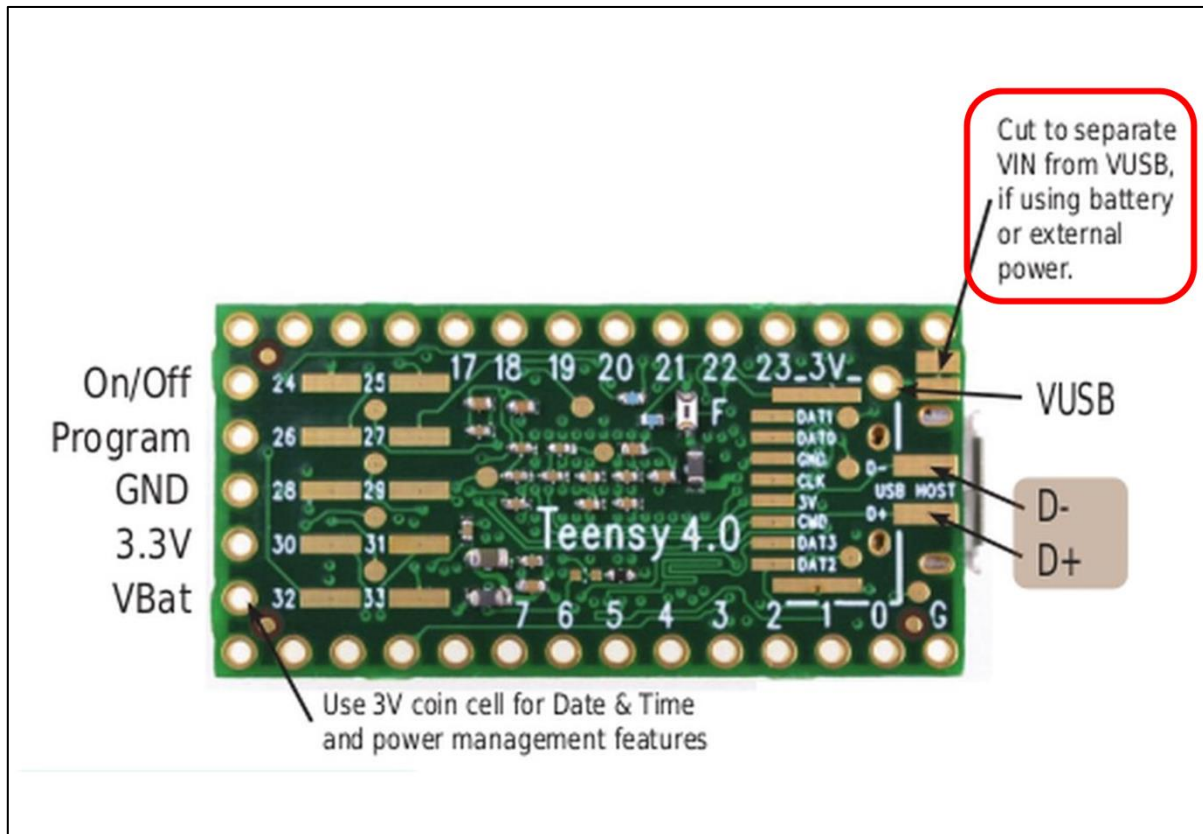 Cut to separate
VIN from VUSB,
if using battery
or external
power.
17 18 19 20 21 22 23 3V
On/Off
24 25
VUSB
F
DAT1
Program
26 27
DAT0
GND
D-
CLK
USB HOST
GND
28 29
3V
D+
D-
CMD
3.3V
30 31
Teensy 4.0
DAT3
D+
DAT2
VBat
32 33
7 6 5 4 3 2 1 0 G
Use 3V coin cell for Date & Time
and power management features